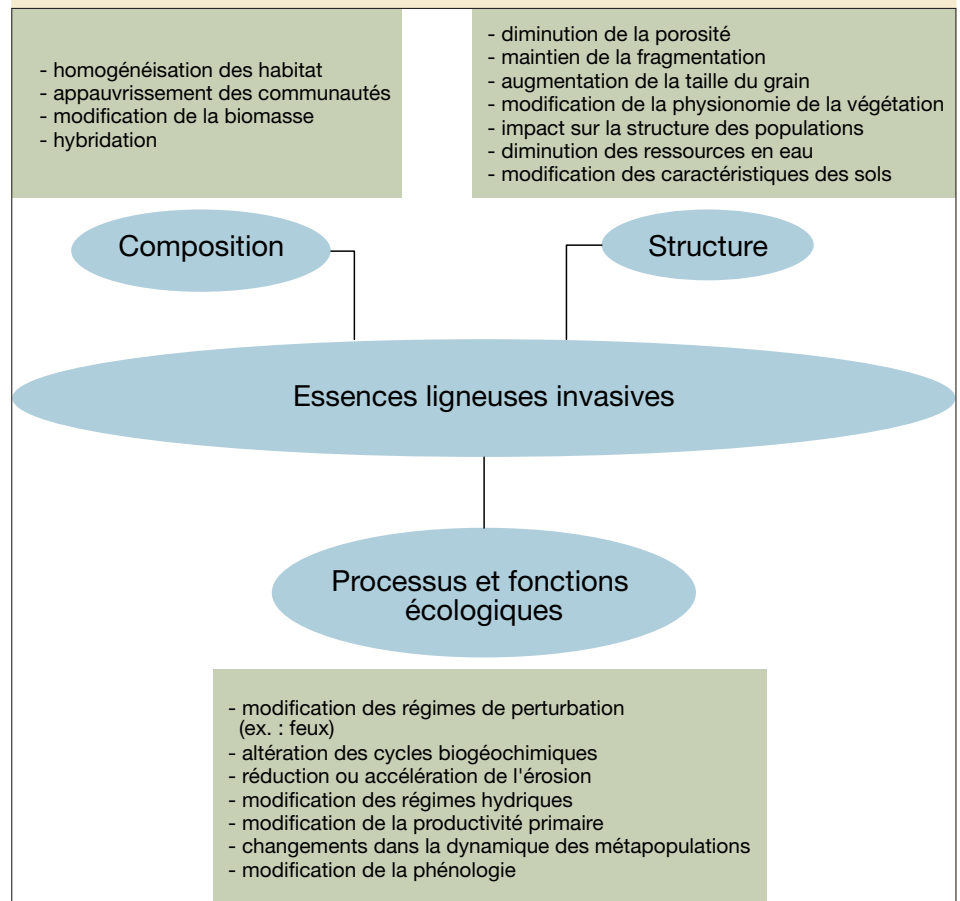 - homogénéisation des habitat
- appauvrissement des communautés
- modification de la biomasse
- hybridation
- diminution de la porosité
- maintien de la fragmentation
- augmentation de la taille du grain
- modification de la physionomie de la végétation
- impact sur la structure des populations
- diminution des ressources en eau
- modification des caractéristiques des sols
Composition
Structure
Essences ligneuses invasives
Processus et fonctions
écologiques
- modification des régimes de perturbation
(ex. : feux)
- altération des cycles biogéochimiques
- réduction ou accélération de l'érosion
- modification des régimes hydriques
- modification de la productivité primaire
- changements dans la dynamique des métapopulations
- modification de la phénologie